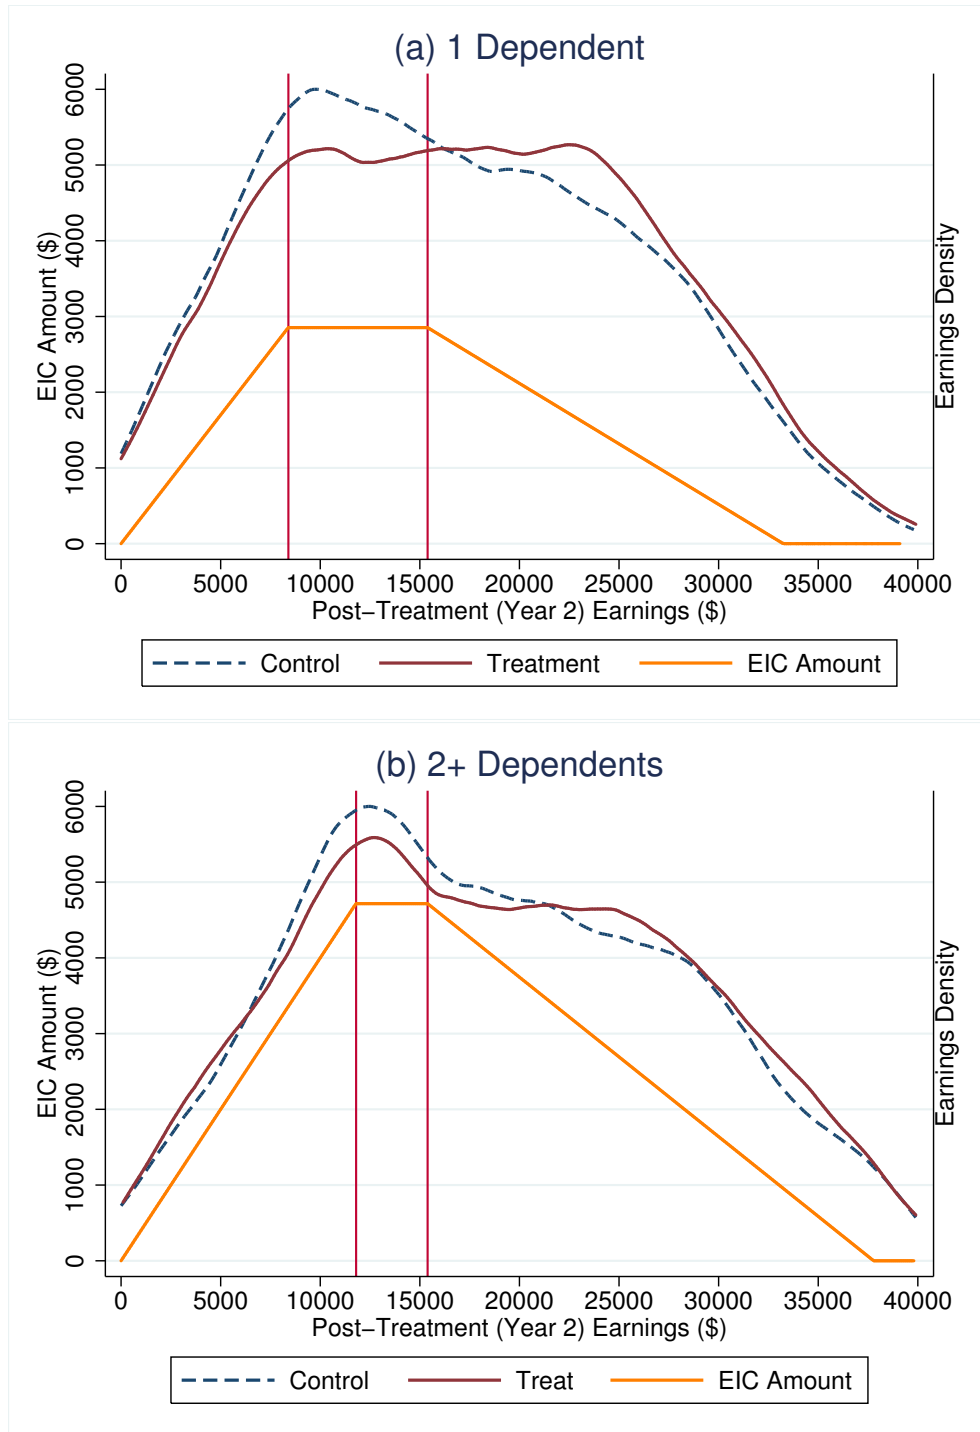 (a) 1 Dependent
EIC Amount ($)
6000
5000
4000
3000
2000
1000
0
Earnings Density
0 5000 10000 15000 20000 25000 30000 35000 40000
Post−Treatment (Year 2) Earnings ($)
Control Treatment EIC Amount
(b) 2+ Dependents
EIC Amount ($)
6000
5000
4000
3000
2000
1000
0
Earnings Density
0 5000 10000 15000 20000 25000 30000 35000 40000
Post−Treatment (Year 2) Earnings ($)
Control Treat EIC Amount